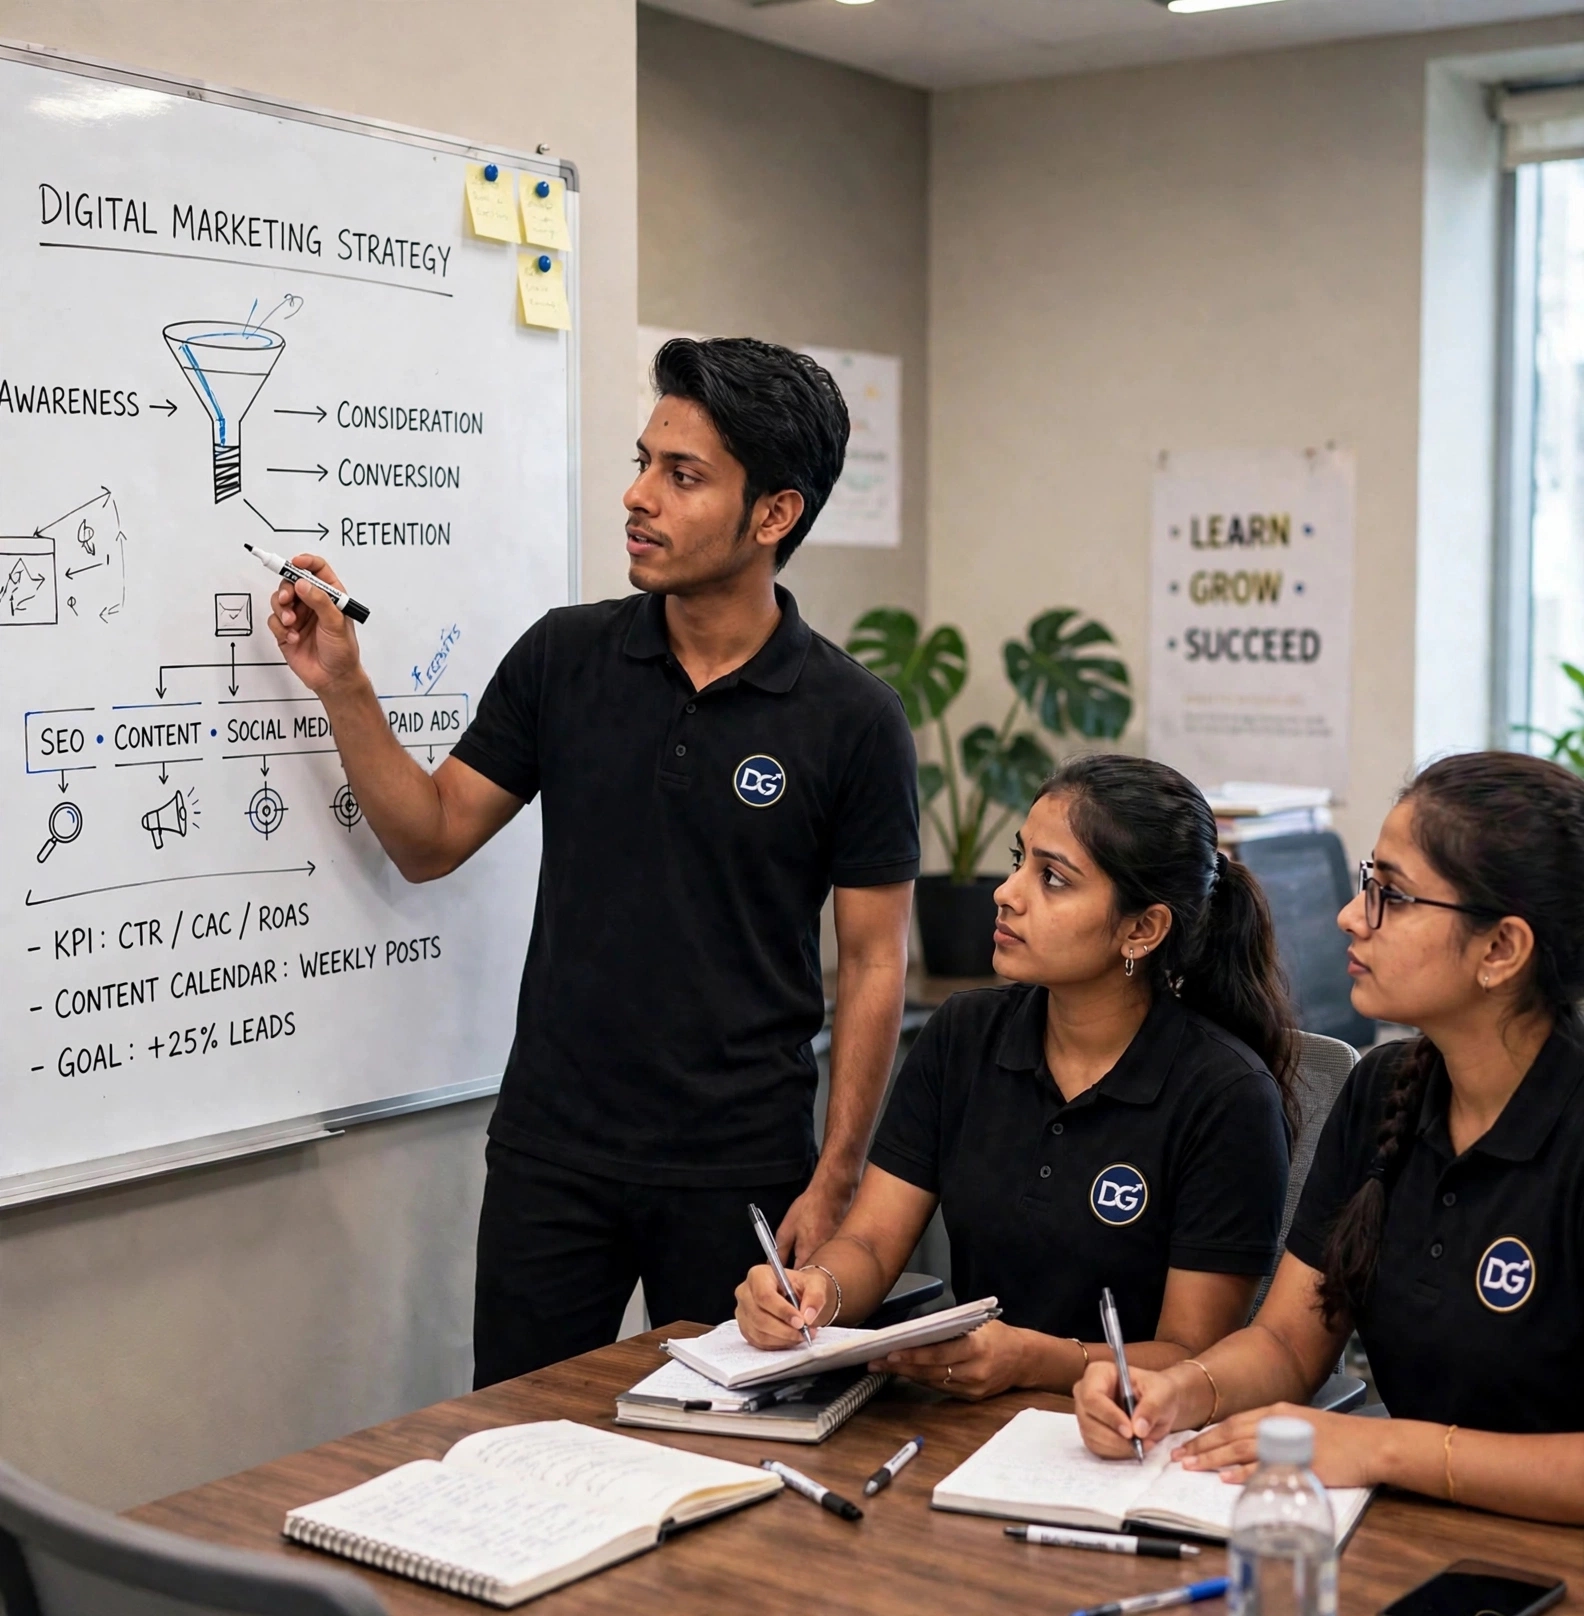 DIGITAL MARKETING STRATEGY
AWARENESS
CONSIDERATION
CONVERSION
RETENTION
SEO • CONTENT • SOCIAL MEDI
PAID ADS
- KPI: CTR / CAC / ROAS
- CONTENT CALENDAR: WEEKLY POSTS
- GOAL: +25% LEADS
• LEARN •
• GROW •
• SUCCEED
DG
DG
DG